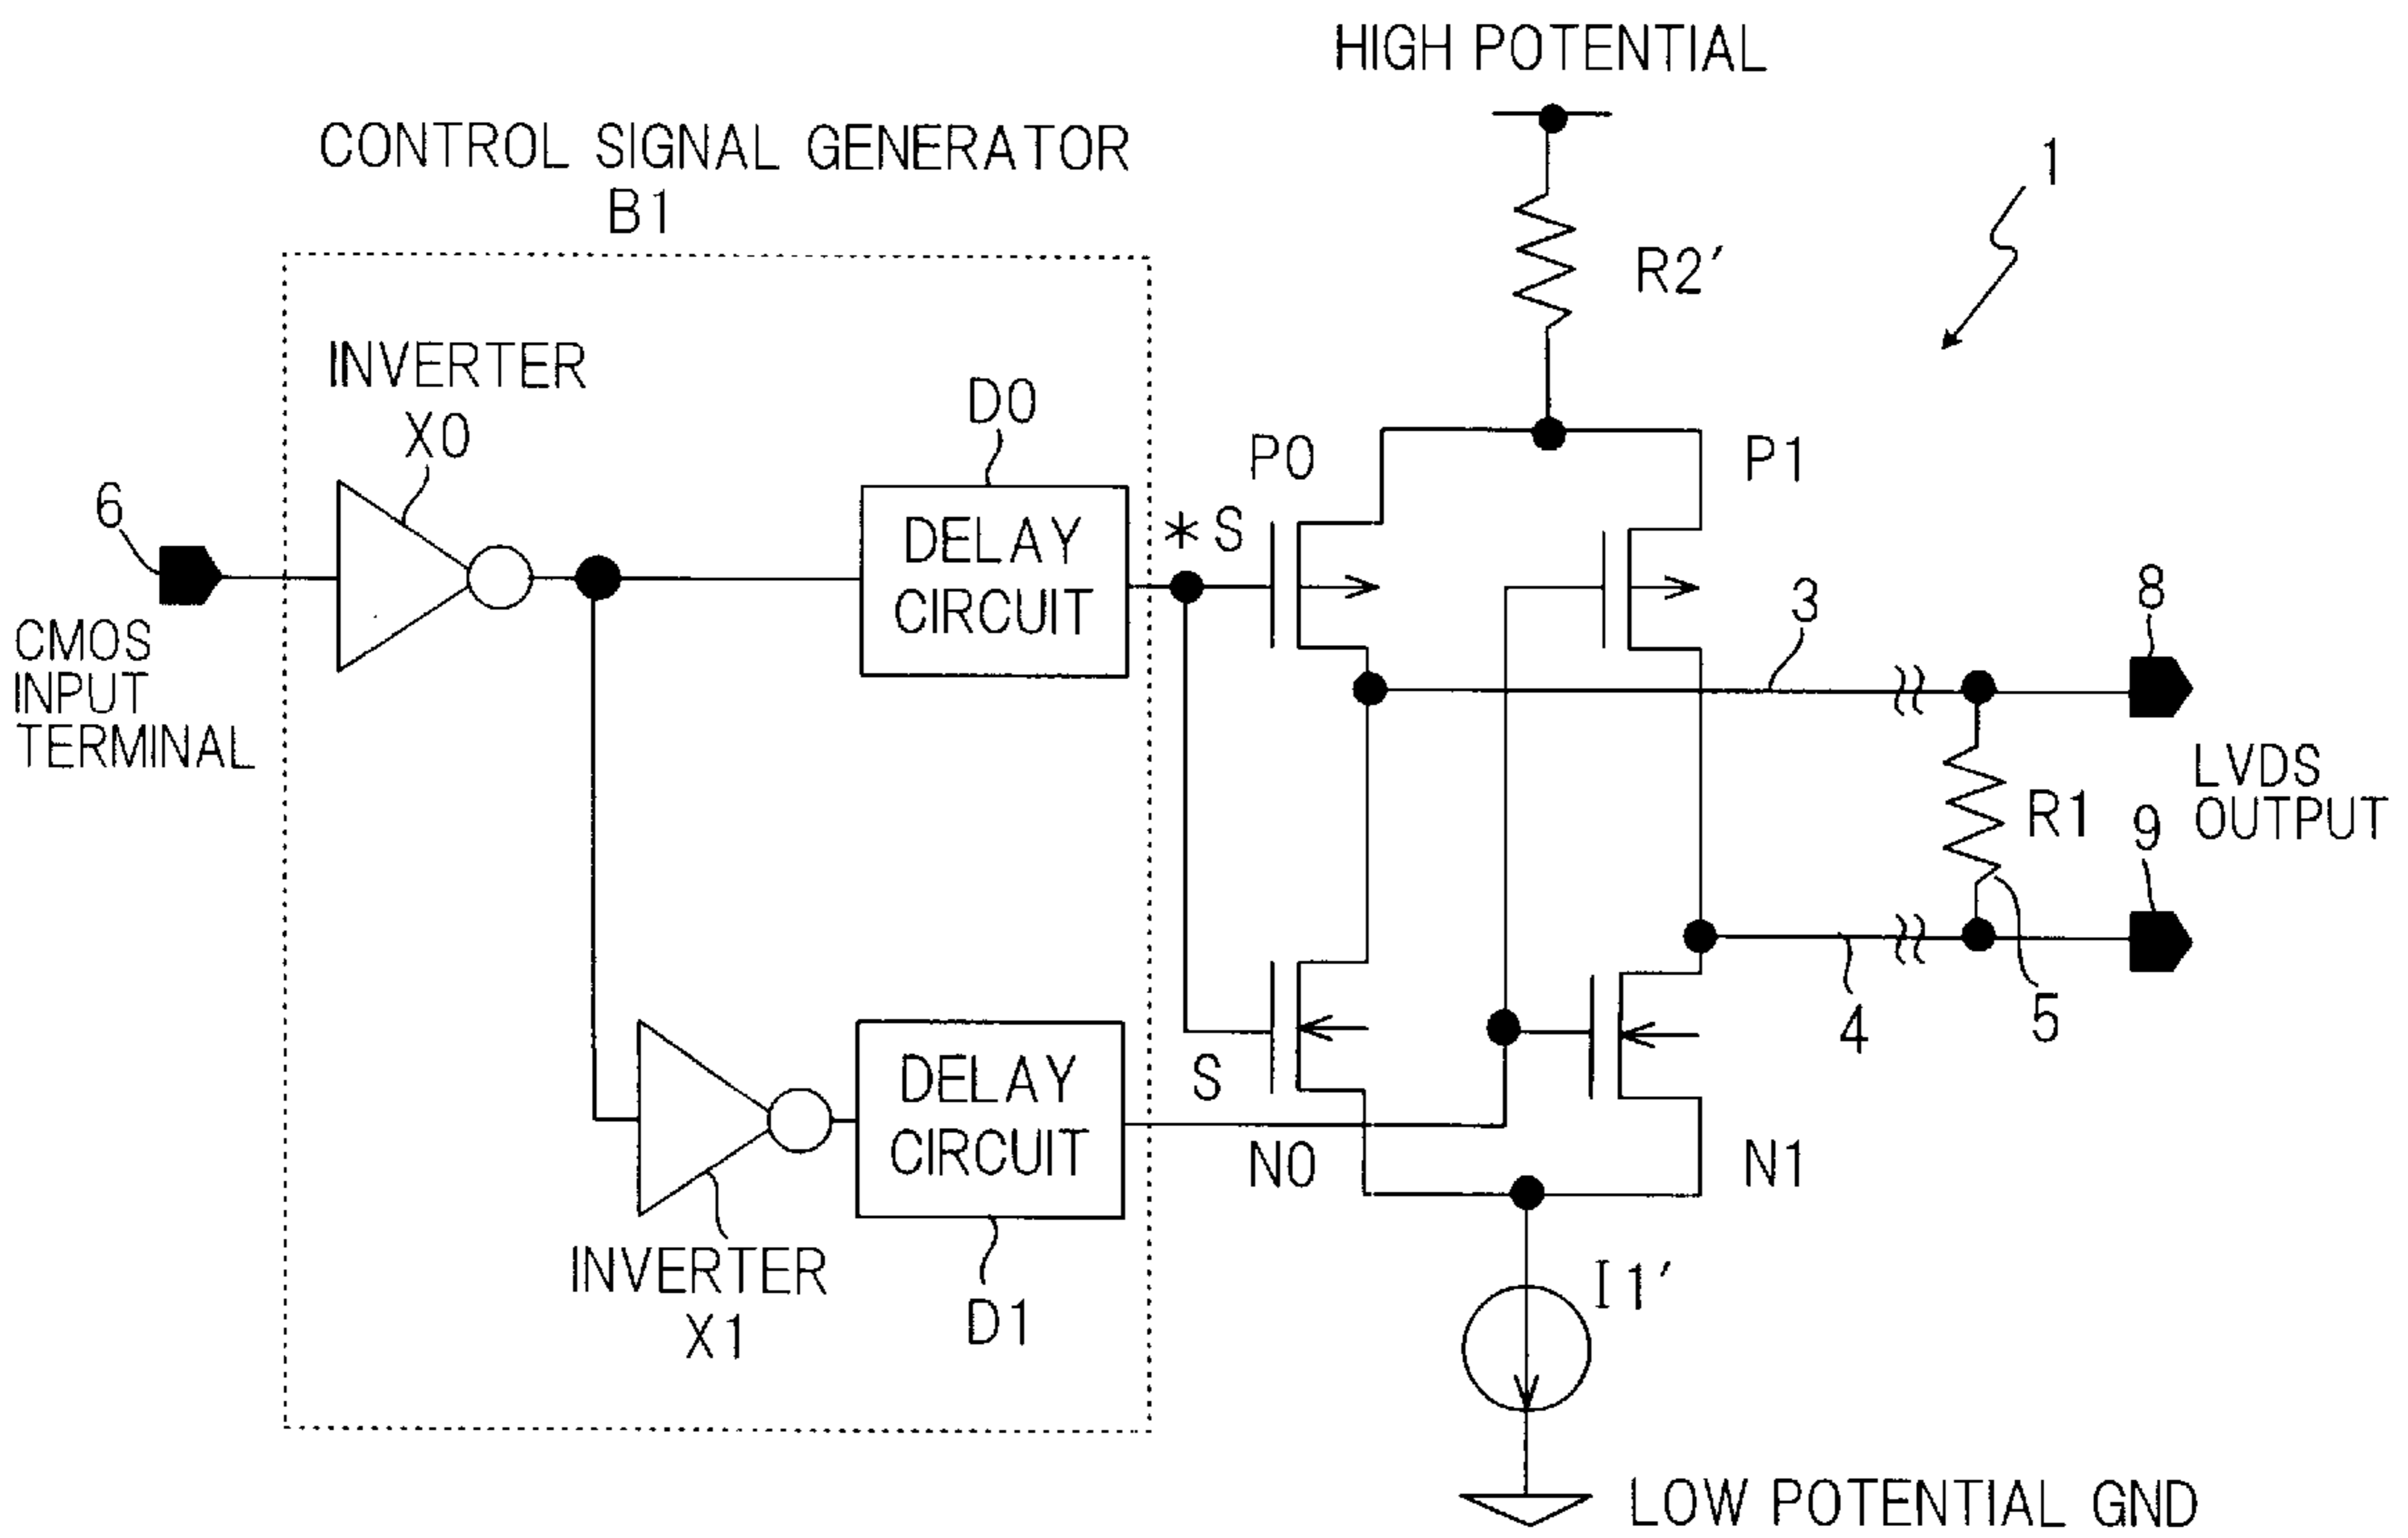 HIGH POTENTIAL
CONTROL SIGNAL GENERATOR
B1
1
R2′
INVERTER
X0
D0
P0
P1
6
DELAY
CIRCUIT
*S
3
8
CMOS
INPUT
TERMINAL
LVDS
OUTPUT
R1
9
4
5
DELAY
CIRCUIT
S
N0
N1
INVERTER
X1
D1
I1′
LOW POTENTIAL GND